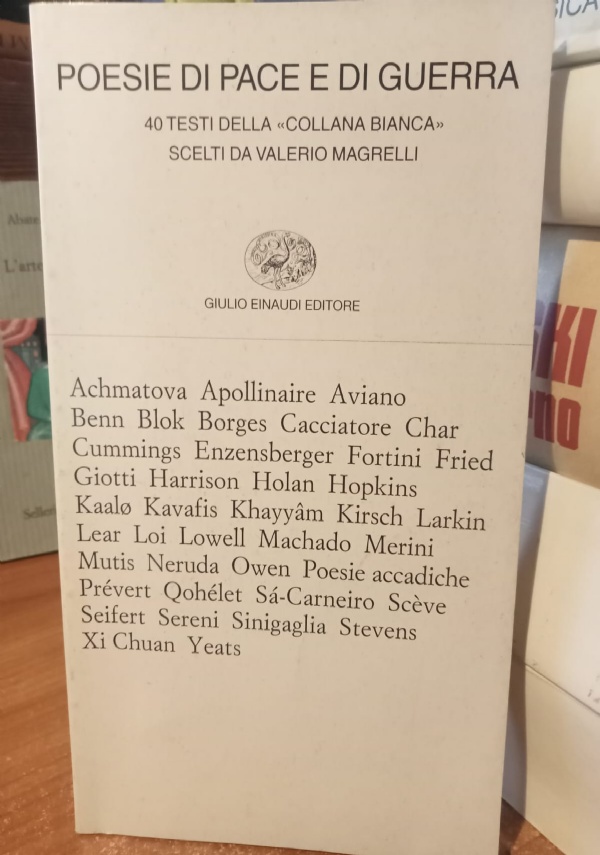 POESIE DI PACE E DI GUERRA
40 TESTI DELLA «COLLANA BIANCA»
SCELTI DA VALERIO MAGRELLI
GIULIO EINAUDI EDITORE
Achmatova Apollinaire Aviano
Benn Blok Borges Cacciatore Char
Cummings Enzensberger Fortini Fried
Giotti Harrison Holan Hopkins
Kaalø Kavafis Khayyâm Kirsch Larkin
Lear Loi Lowell Machado Merini
Mutis Neruda Owen Poesie accadiche
Prévert Qohélet Sá-Carneiro Scève
Seifert Sereni Sinigaglia Stevens
Xi Chuan Yeats
L'arte